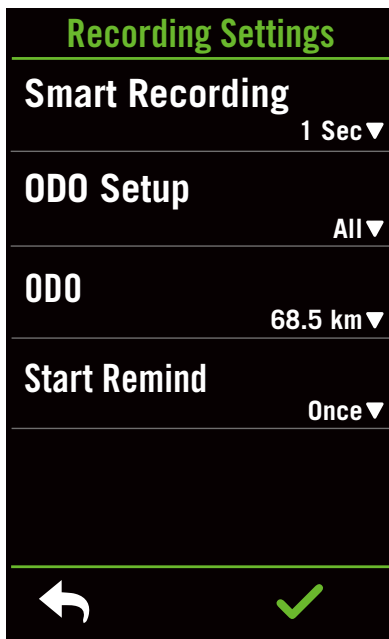 Recording Settings
Smart Recording
1 Sec▼
ODO Setup
All▼
ODO
68.5 km▼
Start Remind
Once▼